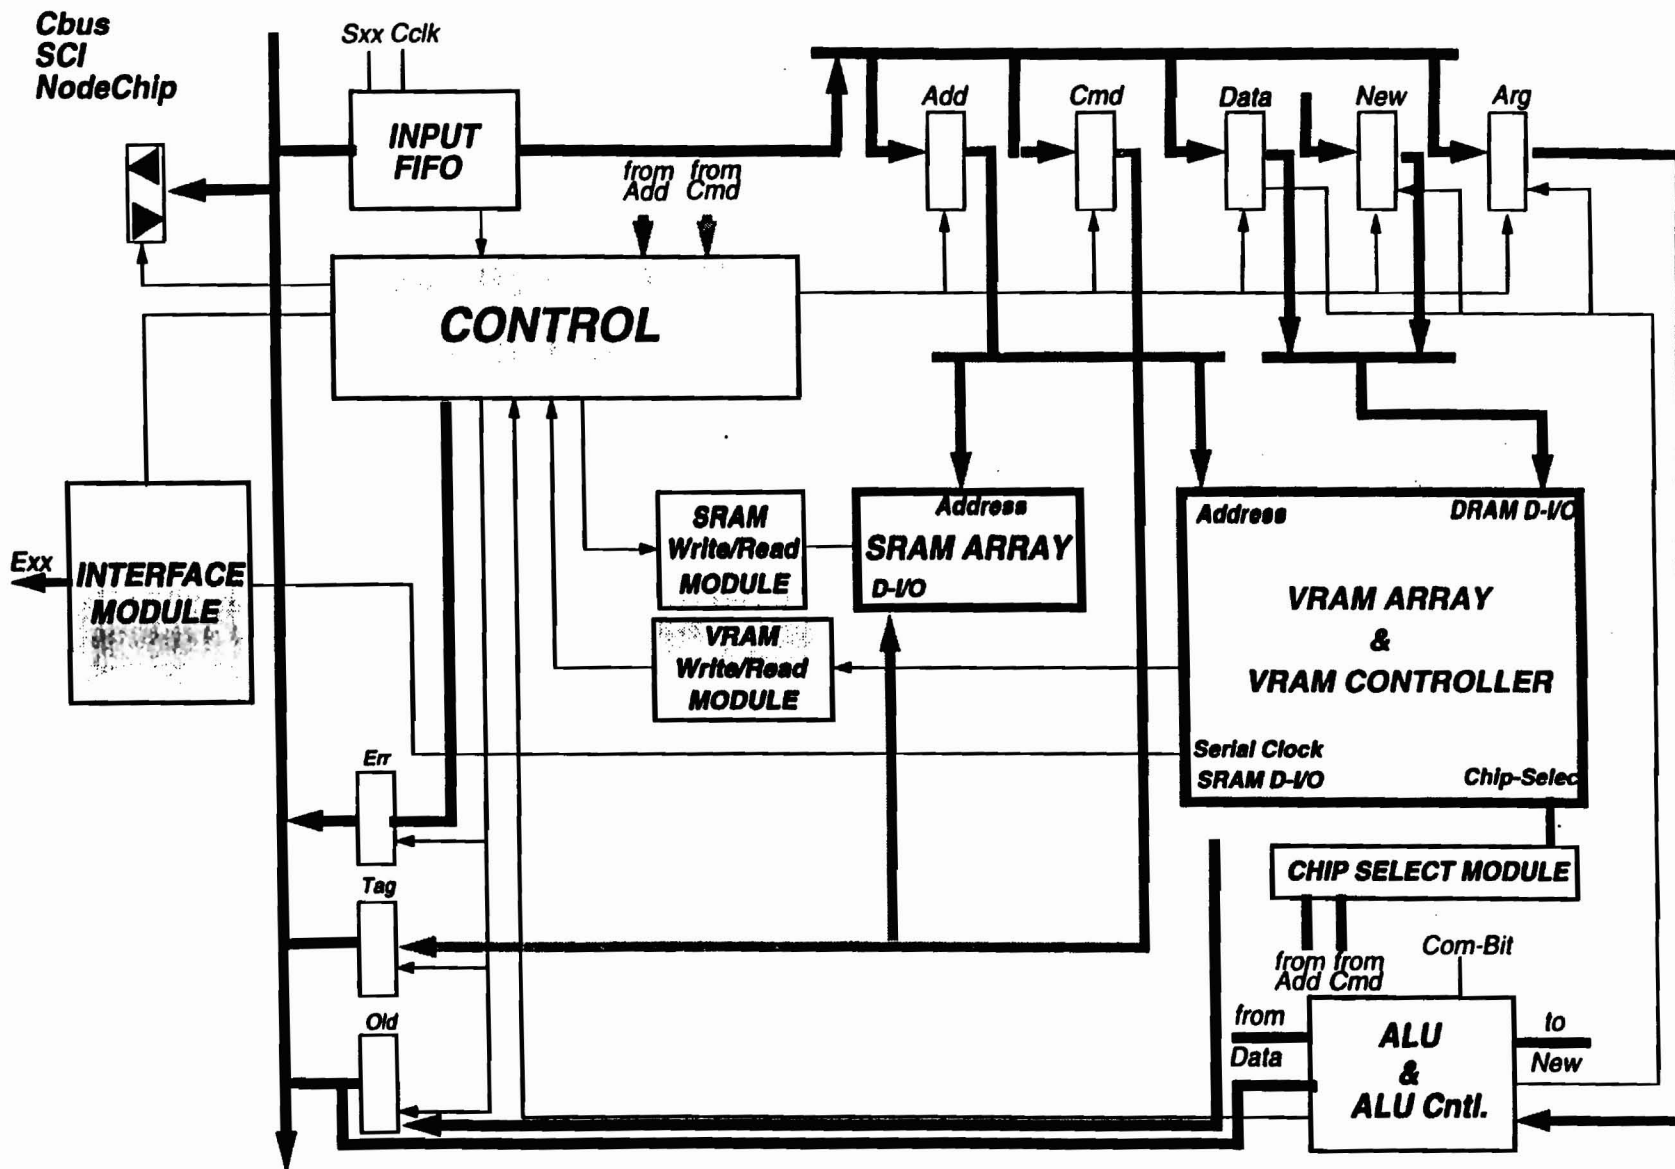 Cbus
SCI
NodeChip
Sxx Cclk
INPUT
FIFO
from
Add
from
Cmd
Add
Cmd
Data
New
Arg
CONTROL
Exx
INTERFACE
MODULE
SRAM
Write/Read
MODULE
VRAM
Write/Read
MODULE
Address
SRAM ARRAY
D-I/O
Address
DRAM D-I/O
VRAM ARRAY
&
VRAM CONTROLLER
Serial Clock
SRAM D-I/O
Chip-Selec
Err
Tag
Old
CHIP SELECT MODULE
from
Add
from
Cmd
Com-Bit
from
Data
ALU
&
ALU Cntl.
to
New